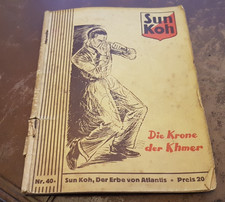 Sun
Koh
Die Krone
der Khmer
Nr. 40
Sun Koh, Der Erbe von Atlantis • Preis 20